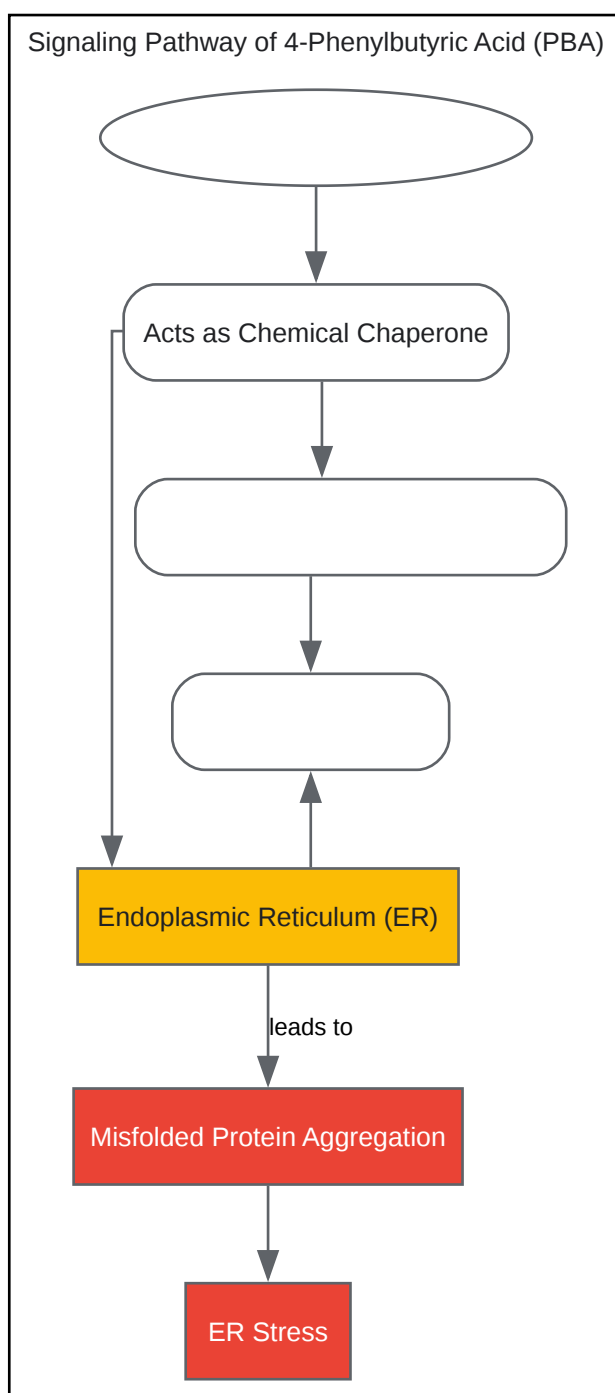 Signaling Pathway of 4-Phenylbutyric Acid (PBA)
Acts as Chemical Chaperone
Endoplasmic Reticulum (ER)
leads to
Misfolded Protein Aggregation
ER Stress